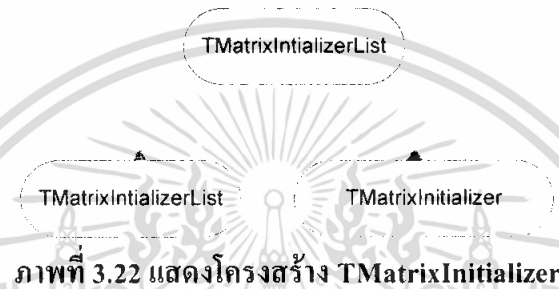 TMatrixIntializerList
TMatrixIntializerList TMatrixInitializer
ภาพที่ 3.22 แสดงโครงสร้าง TMatrixInitializer